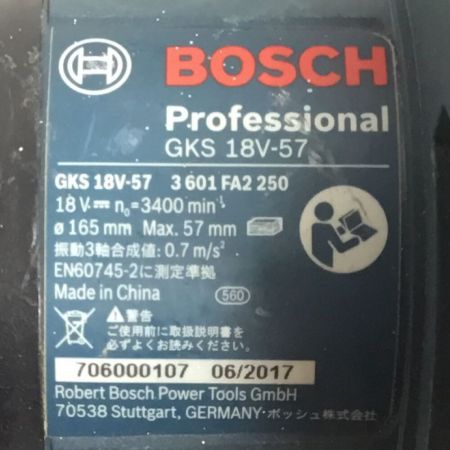 BOSCH
Professional
GKS 18V-57
GKS 18V-57 3 601 FA2 250
18 V⎓ n₀=3400 min⁻¹
ø 165 mm Max. 57 mm
振動3軸合成値: 0.7 m/s²
EN60745-2に測定準拠
Made in China 560
⚠警告
ご使用前に取扱説明書を
必ずよくお読みください。
706000107 06/2017
Robert Bosch Power Tools GmbH
70538 Stuttgart, GERMANY ボッシュ株式会社